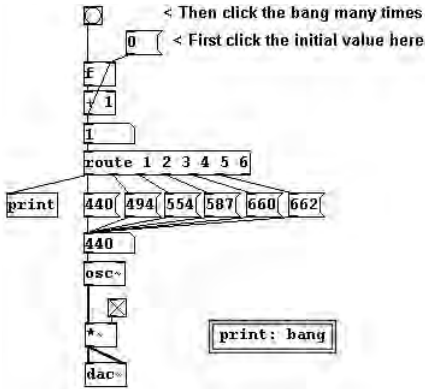 < Then click the bang many times
0 < First click the initial value here
f
+ 1
1
route 1 2 3 4 5 6
print 440 494 554 587 660 662
440
osc~
*~
print: bang
dac~